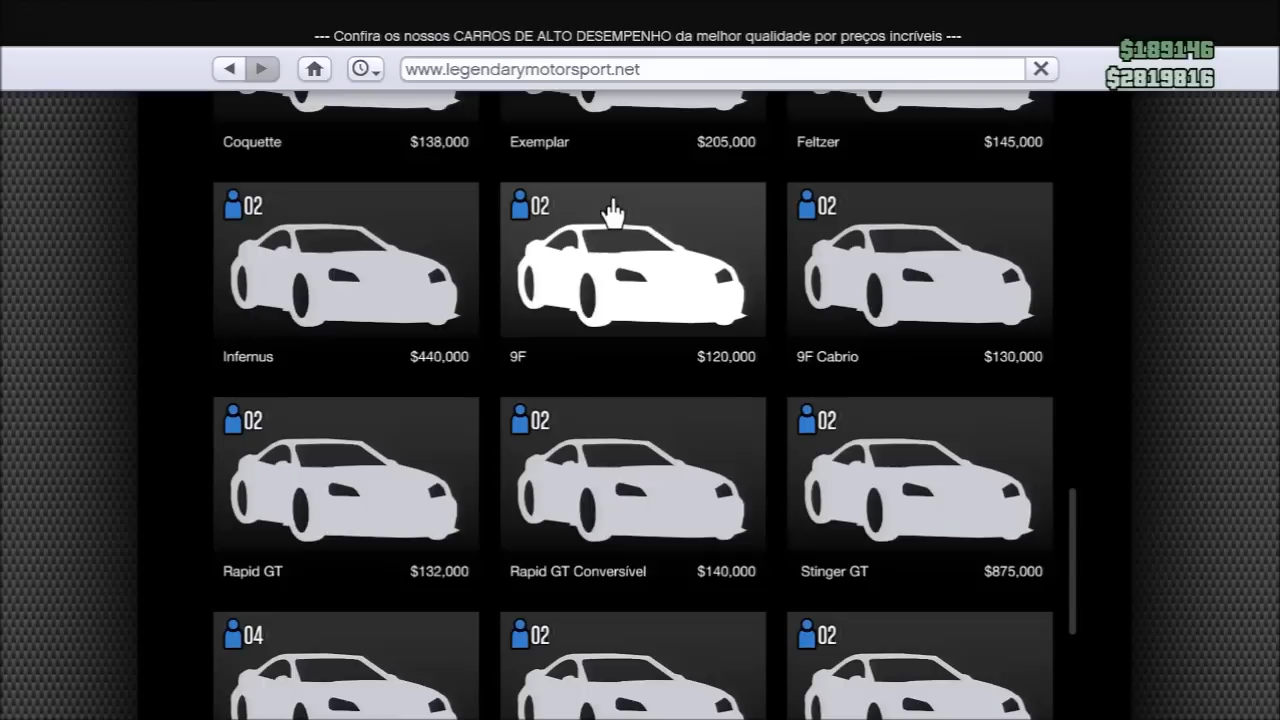 --- Confira os nossos CARROS DE ALTO DESEMPENHO da melhor qualidade por preços incríveis ---
$189146
www.legendarymotorsport.net
$2819816
Coquette $138,000
Exemplar $205,000
Feltzer $145,000
02
02
02
Infernus $440,000
9F $120,000
9F Cabrio $130,000
02
02
02
Rapid GT $132,000
Rapid GT Conversível $140,000
Stinger GT $875,000
04
02
02